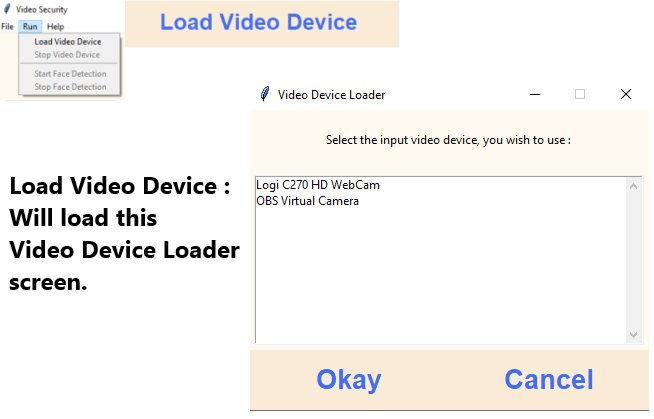 Video Security
File Run Help
Load Video Device
Stop Video Device
Start Face Detection
Stop Face Detection
Load Video Device
Video Device Loader
Select the input video device, you wish to use :
Logi C270 HD WebCam
OBS Virtual Camera
Okay Cancel
Load Video Device :
Will load this
Video Device Loader
screen.